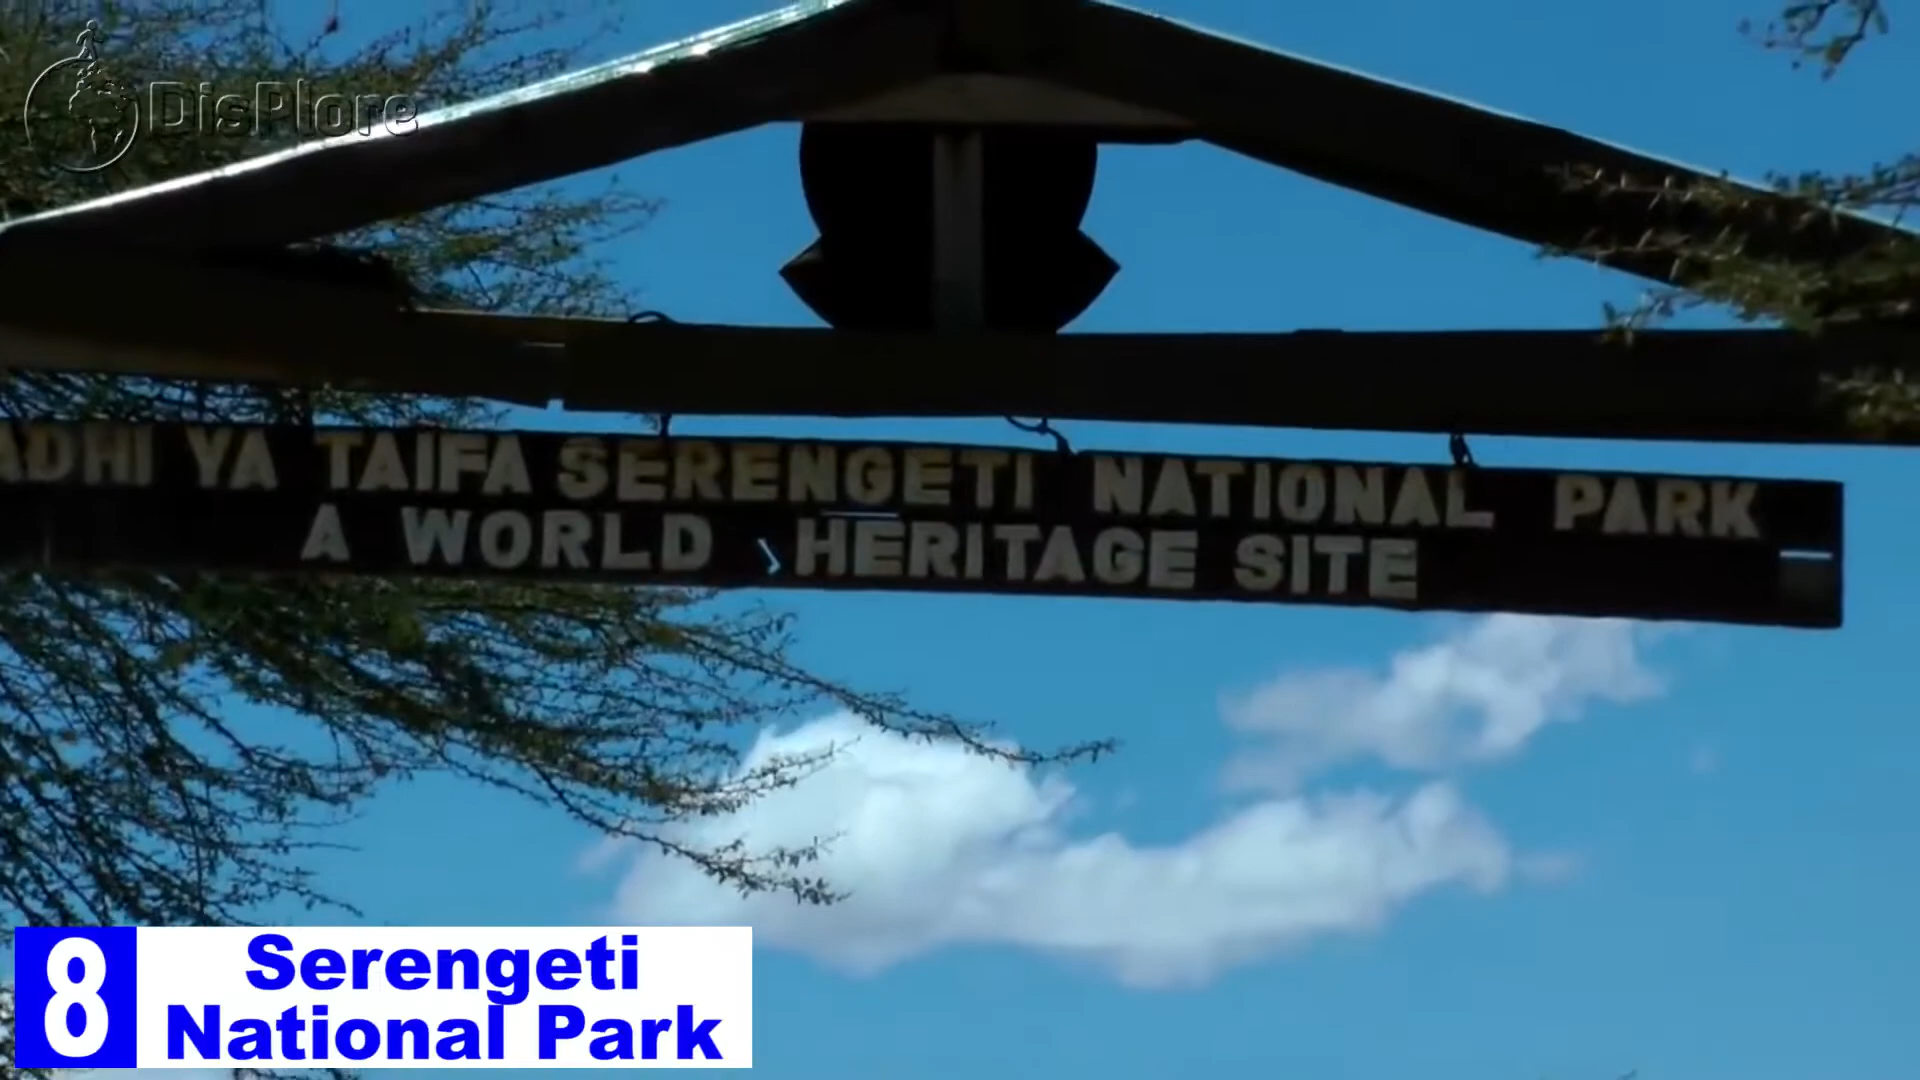 DisPlore
ADHI YA TAIFA SERENGETI NATIONAL PARK
A WORLD HERITAGE SITE
8
Serengeti
National Park